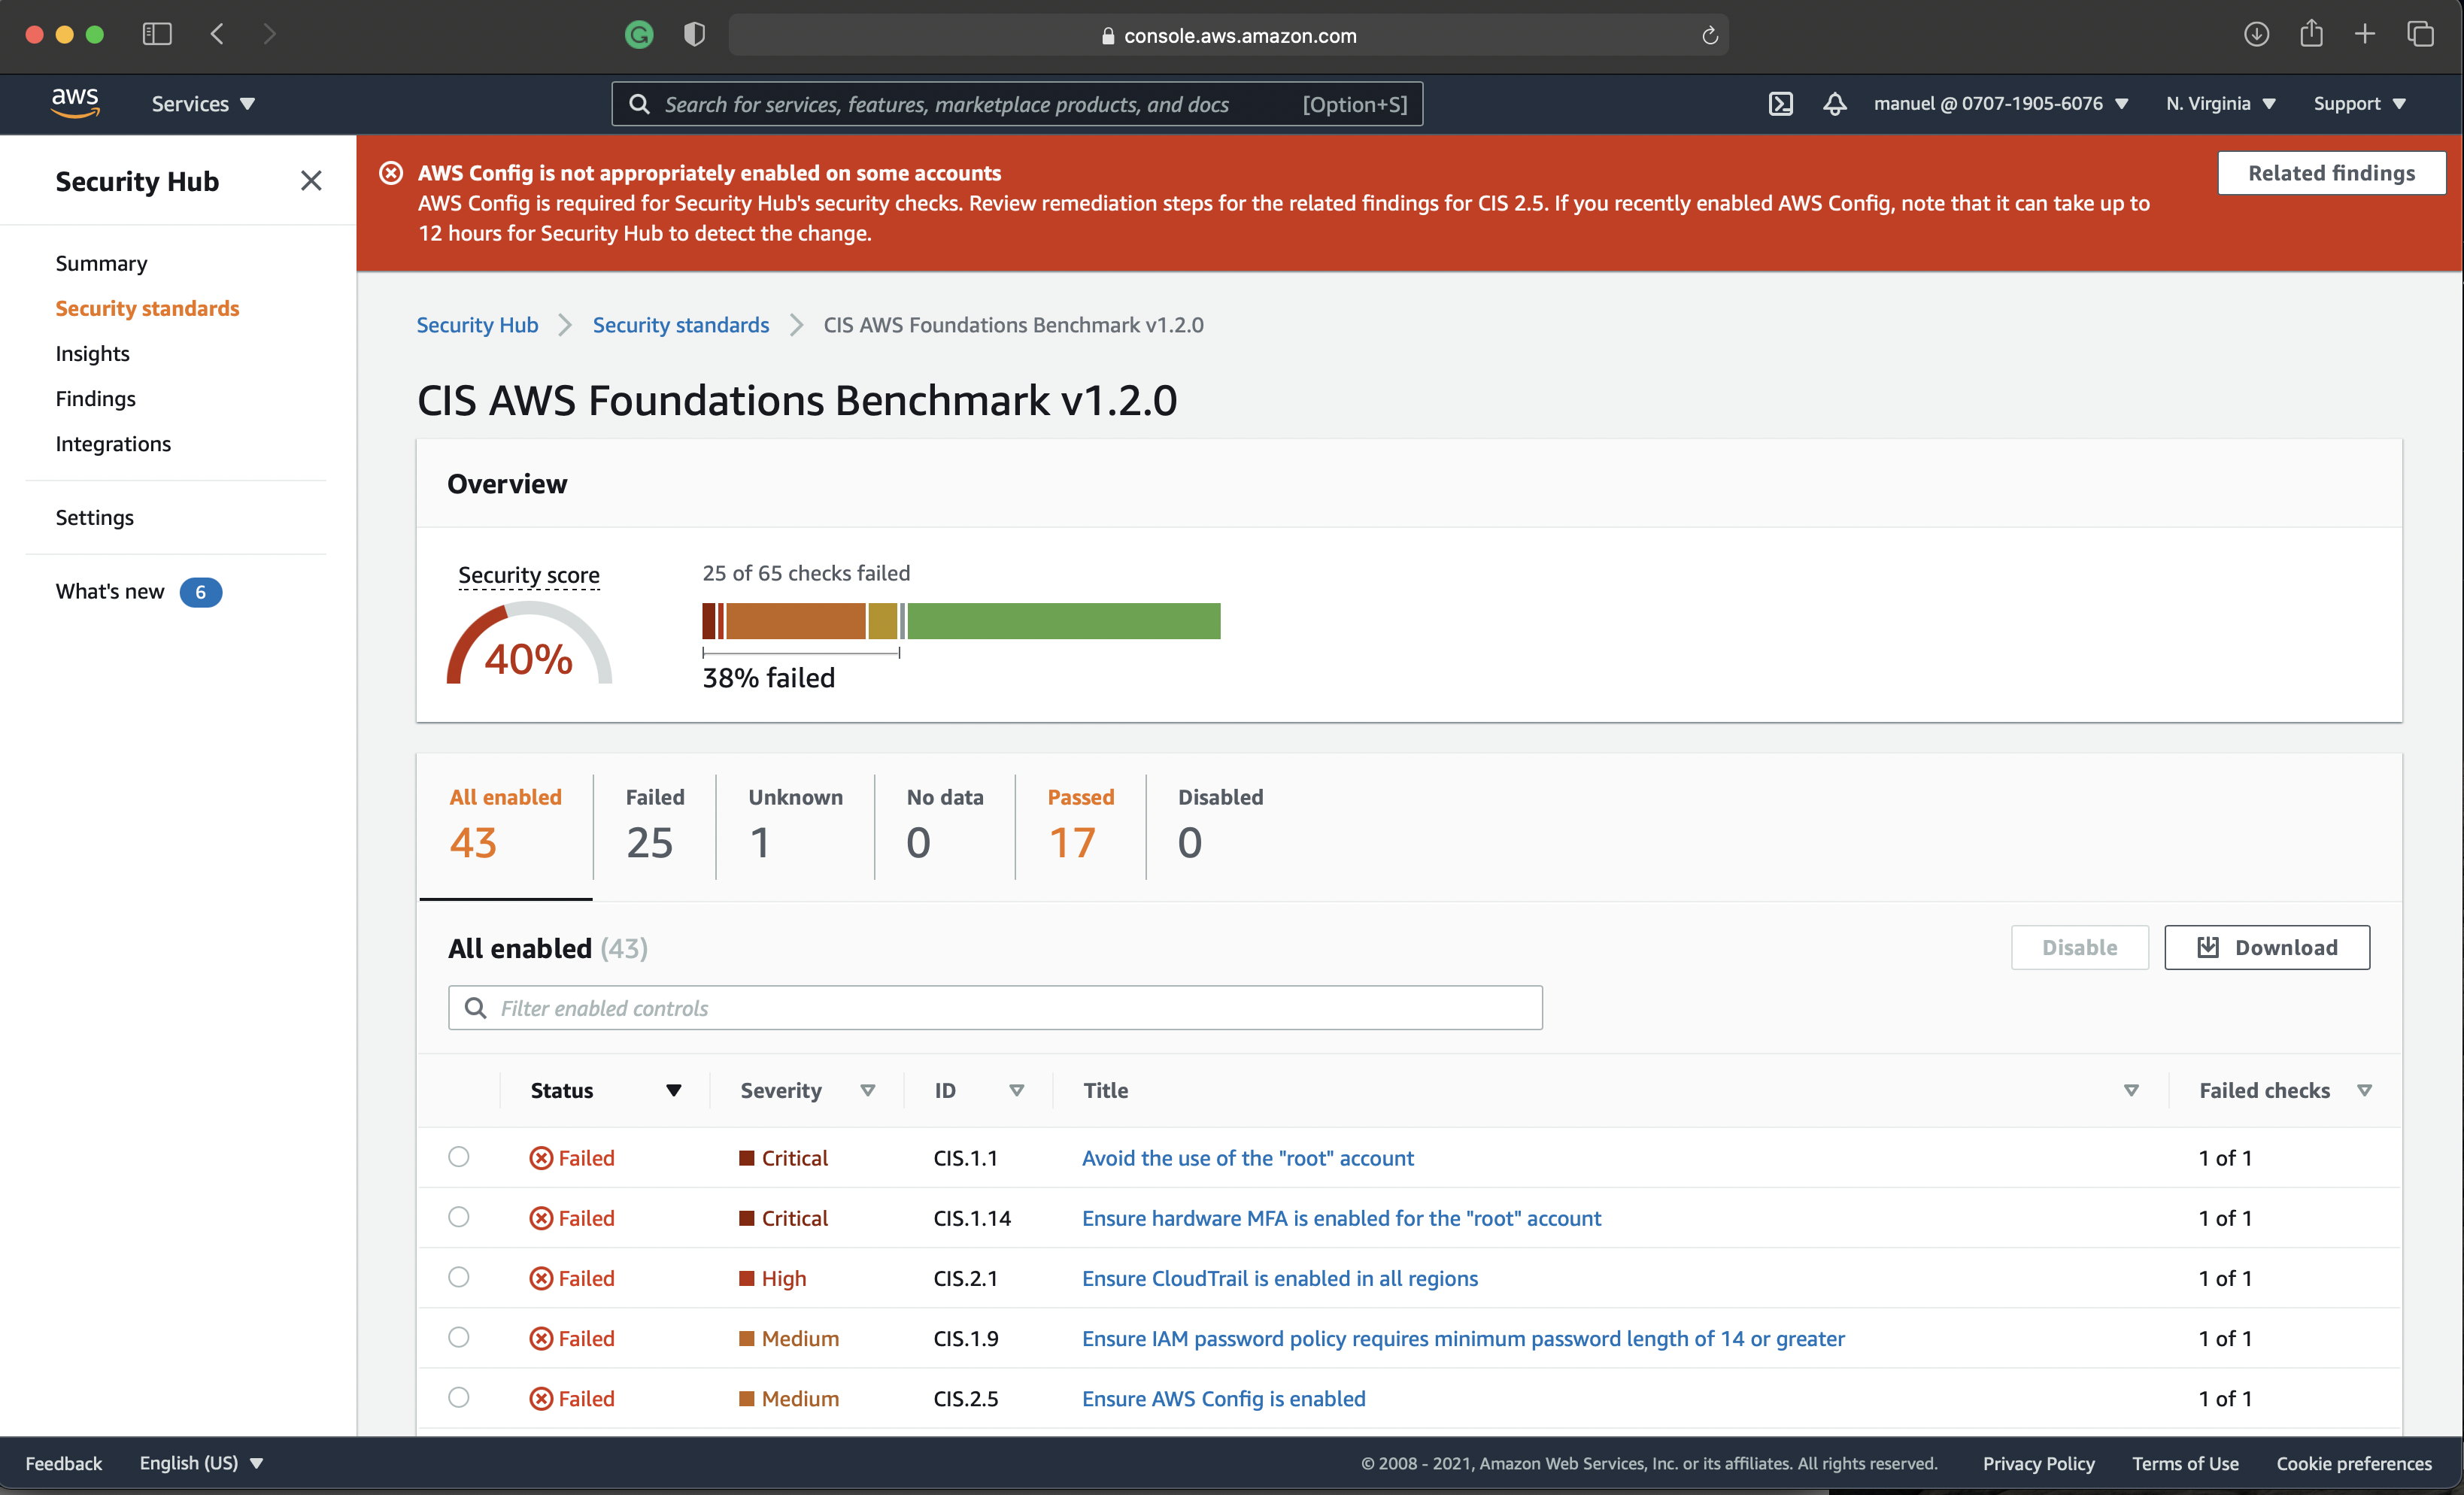 console.aws.amazon.com
aws
Services
Search for services, features, marketplace products, and docs [Option+S]
manuel @ 0707-1905-6076
N. Virginia
Support
Security Hub
Summary
Security standards
Insights
Findings
Integrations
Settings
What's new 6
AWS Config is not appropriately enabled on some accounts
AWS Config is required for Security Hub's security checks. Review remediation steps for the related findings for CIS 2.5. If you recently enabled AWS Config, note that it can take up to
12 hours for Security Hub to detect the change.
Related findings
Security Hub Security standards CIS AWS Foundations Benchmark v1.2.0
CIS AWS Foundations Benchmark v1.2.0
Overview
Security score
40%
25 of 65 checks failed
38% failed
All enabled Failed Unknown No data Passed Disabled
43 25 1 0 17 0
All enabled (43)
Disable
Download
Filter enabled controls
Status Severity ID Title Failed checks
Failed Critical CIS.1.1 Avoid the use of the "root" account 1 of 1
Failed Critical CIS.1.14 Ensure hardware MFA is enabled for the "root" account 1 of 1
Failed High CIS.2.1 Ensure CloudTrail is enabled in all regions 1 of 1
Failed Medium CIS.1.9 Ensure IAM password policy requires minimum password length of 14 or greater 1 of 1
Failed Medium CIS.2.5 Ensure AWS Config is enabled 1 of 1
Feedback English (US) © 2008 - 2021, Amazon Web Services, Inc. or its affiliates. All rights reserved. Privacy Policy Terms of Use Cookie preferences